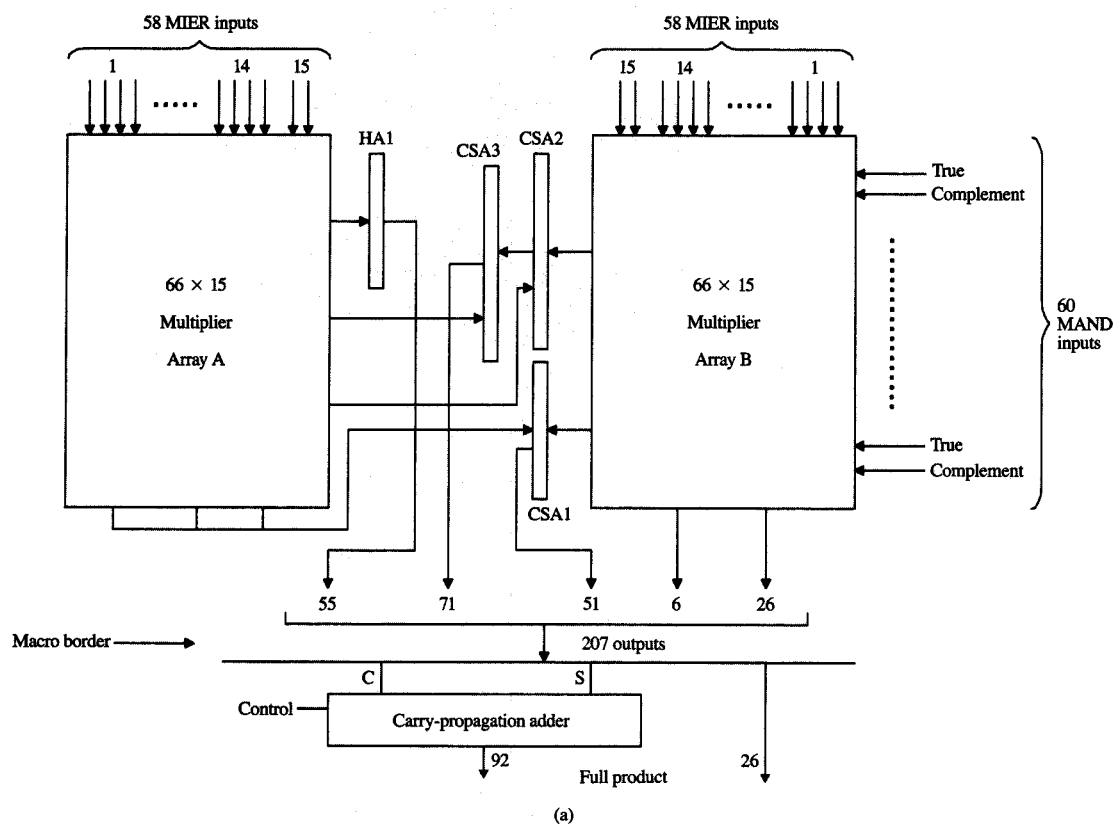 58 MIER inputs
58 MIER inputs
1 14 15
15 14 1
HA1
CSA3
CSA2
True
Complement
66 × 15
Multiplier
Array A
66 × 15
Multiplier
Array B
60
MAND
inputs
True
Complement
CSA1
55 71 51 6 26
Macro border
207 outputs
C S
Control
Carry-propagation adder
92
26
Full product
(a)